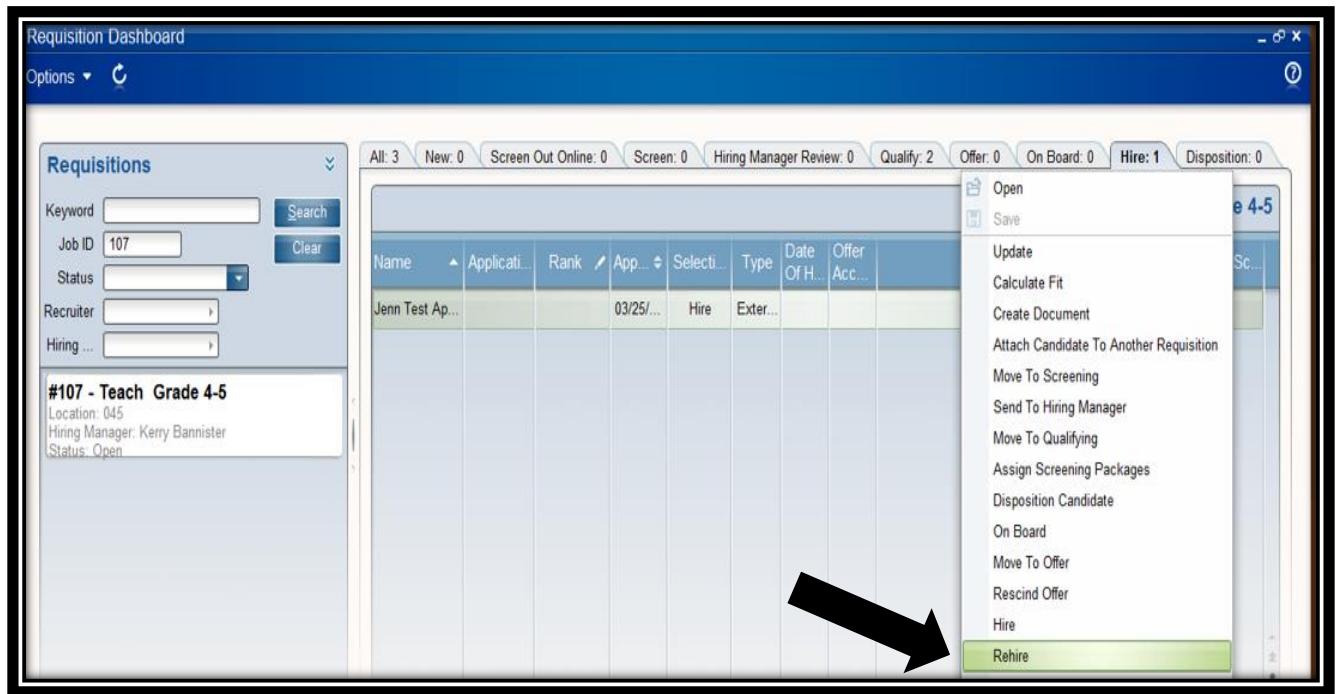 Requisition Dashboard
Options
Requisitions
Keyword Search
Job ID 107 Clear
Status
Recruiter
Hiring ...
#107 - Teach Grade 4-5
Location: 045
Hiring Manager: Kerry Bannister
Status: Open
All: 3 New: 0 Screen Out Online: 0 Screen: 0 Hiring Manager Review: 0 Qualify: 2 Offer: 0 On Board: 0 Hire: 1 Disposition: 0
e 4-5
Name Applicati... Rank App... Selecti... Type Date Of H... Offer Acc... Sc...
Jenn Test Ap... 03/25/... Hire Exter...
Open
Save
Update
Calculate Fit
Create Document
Attach Candidate To Another Requisition
Move To Screening
Send To Hiring Manager
Move To Qualifying
Assign Screening Packages
Disposition Candidate
On Board
Move To Offer
Rescind Offer
Hire
Rehire